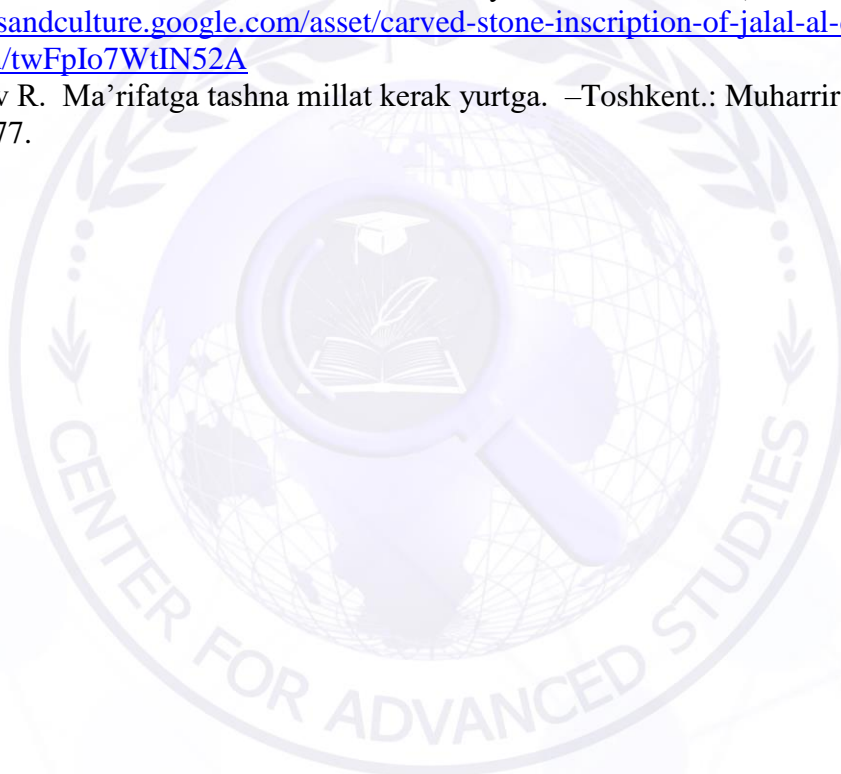 sandculture.google.com/asset/carved-stone-inscription-of-jalal-al-
/twFpIo7WtIN52A
v R. Ma’rifatga tashna millat kerak yurtga. –Toshkent.: Muharrir
77.
CENTER FOR ADVANCED STUDIES